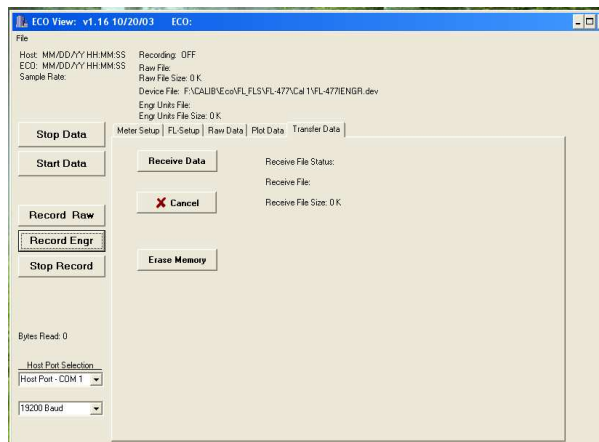 ECO View: v1.16 10/20/03 ECO:
File
Host: MM/DD/YY HH:MM:SS Recording: OFF
ECO: MM/DD/YY HH:MM:SS Raw File:
Sample Rate: Raw File Size: 0 K
Device File: F:\CALIB\Eco\FL_FLS\FL-477\Cal 1\FL-477IENGR.dev
Engr Units File:
Engr Units File Size: 0 K
Meter Setup FL-Setup Raw Data Plot Data Transfer Data
Stop Data
Start Data
Record Raw
Record Engr
Stop Record
Receive Data Receive File Status:
Receive File:
Cancel Receive File Size: 0 K
Erase Memory
Bytes Read: 0
Host Port Selection
Host Port - COM 1
19200 Baud